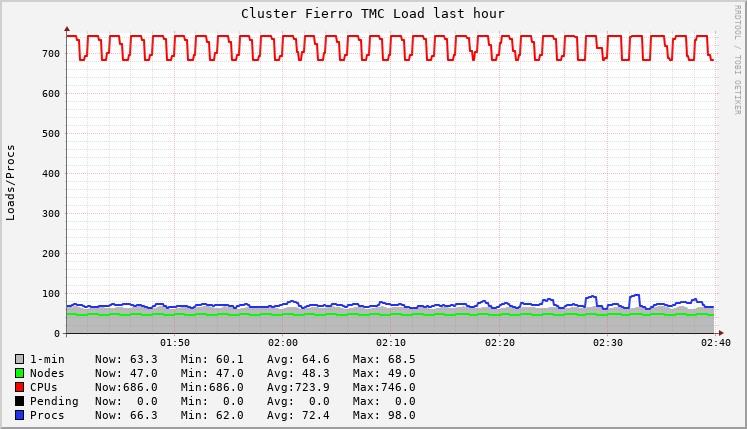 Cluster Fierro TMC Load last hour
RRDTOOL / TOBI OETIKER
Loads/Procs
700
600
500
400
300
200
100
0
01:50 02:00 02:10 02:20 02:30 02:40
1-min Now: 63.3 Min: 60.1 Avg: 64.6 Max: 68.5
Nodes Now: 47.0 Min: 47.0 Avg: 48.3 Max: 49.0
CPUs Now:686.0 Min:686.0 Avg:723.9 Max:746.0
Pending Now: 0.0 Min: 0.0 Avg: 0.0 Max: 0.0
Procs Now: 66.3 Min: 62.0 Avg: 72.4 Max: 98.0